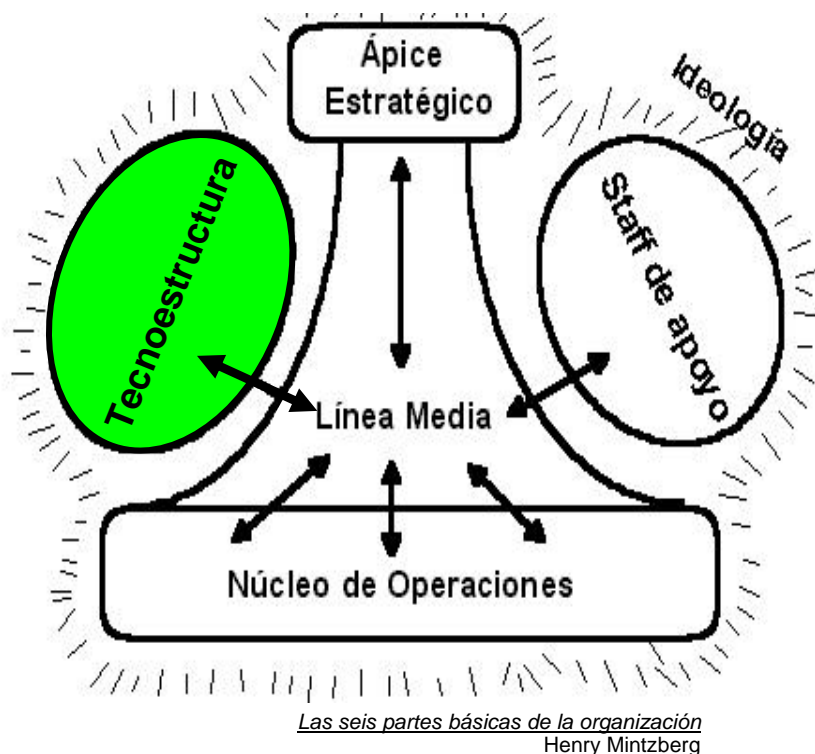 Ápice
Estratégico
Ideología
Tecnoestructura
Staff de apoyo
Línea Media
Núcleo de Operaciones
Las seis partes básicas de la organización
Henry Mintzberg